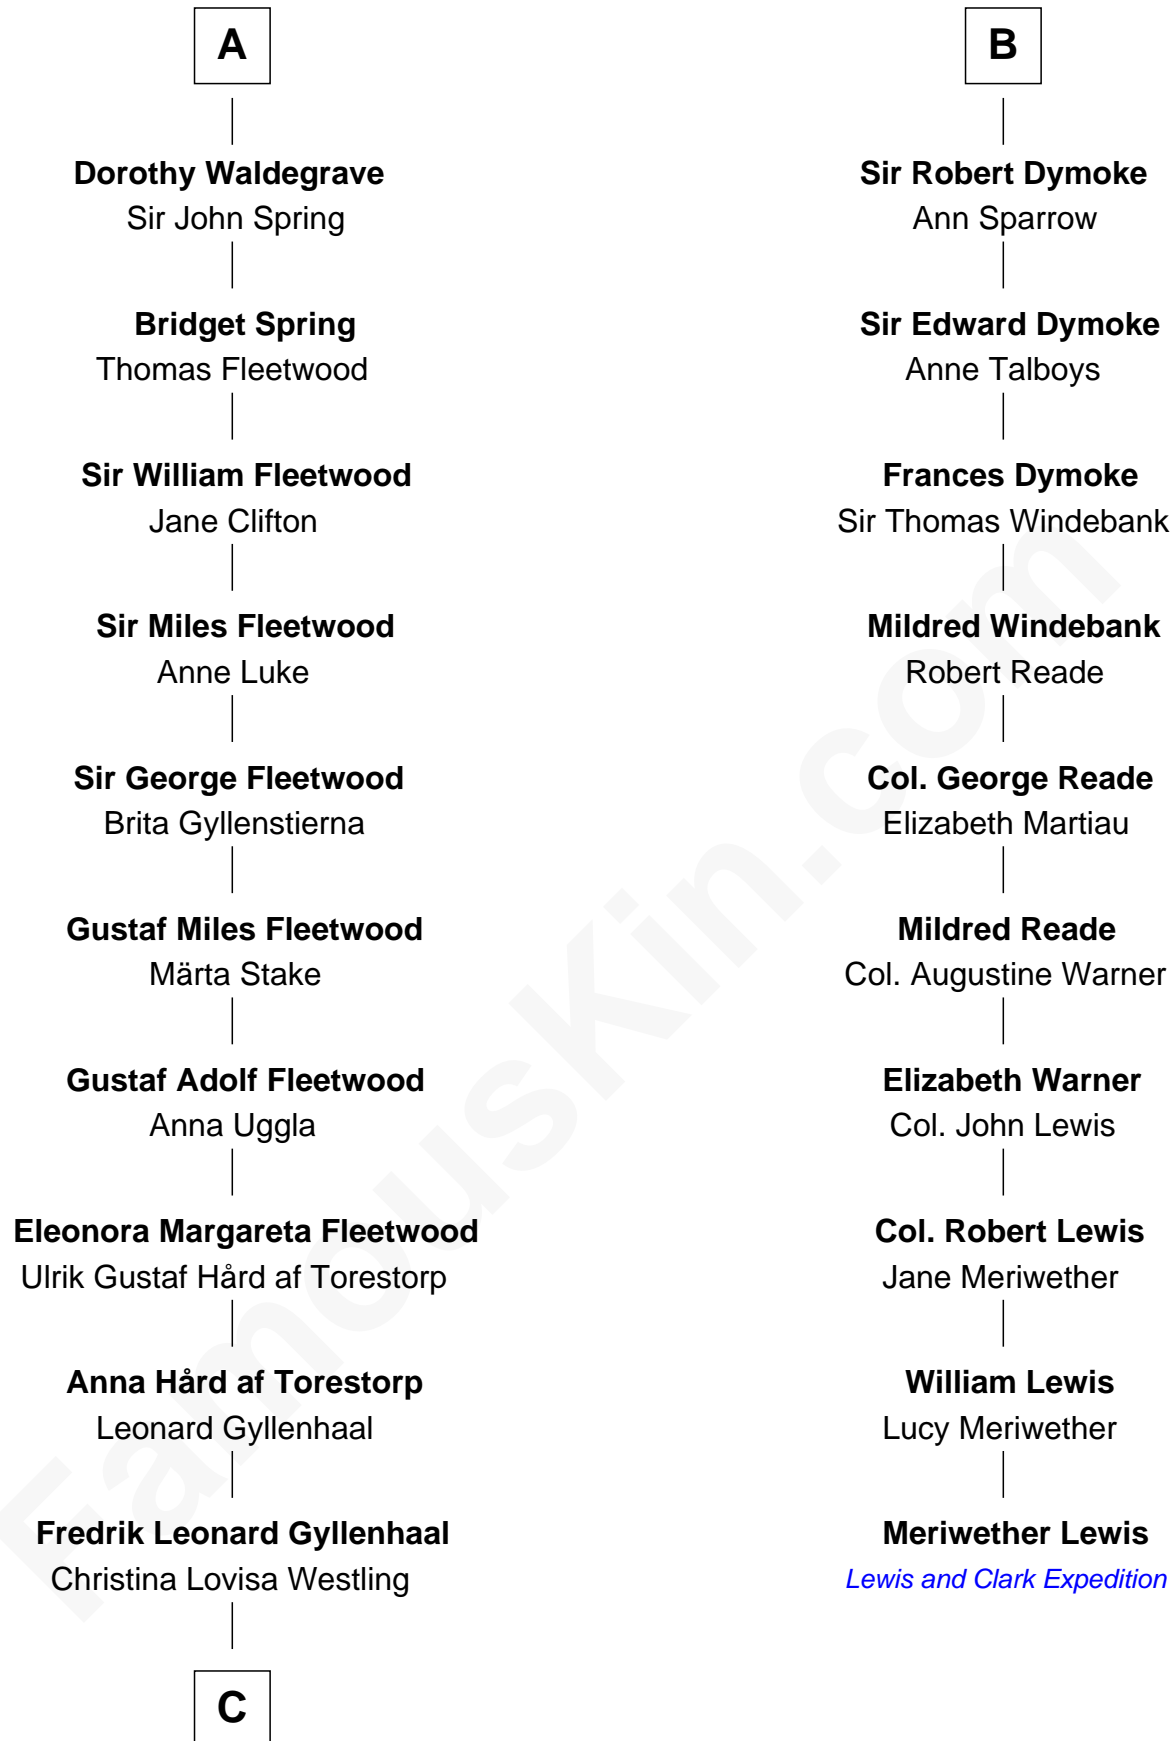 A
Dorothy Waldegrave
Sir John Spring
Bridget Spring
Thomas Fleetwood
Sir William Fleetwood
Jane Clifton
Sir Miles Fleetwood
Anne Luke
Sir George Fleetwood
Brita Gyllenstierna
Gustaf Miles Fleetwood
Märta Stake
Gustaf Adolf Fleetwood
Anna Uggla
Eleonora Margareta Fleetwood
Ulrik Gustaf Hård af Torestorp
Anna Hård af Torestorp
Leonard Gyllenhaal
Fredrik Leonard Gyllenhaal
Christina Lovisa Westling
C
B
Sir Robert Dymoke
Ann Sparrow
Sir Edward Dymoke
Anne Talboys
Frances Dymoke
Sir Thomas Windebank
Mildred Windebank
Robert Reade
Col. George Reade
Elizabeth Martiau
Mildred Reade
Col. Augustine Warner
Elizabeth Warner
Col. John Lewis
Col. Robert Lewis
Jane Meriwether
William Lewis
Lucy Meriwether
Meriwether Lewis
Lewis and Clark Expedition
FamousKin.com